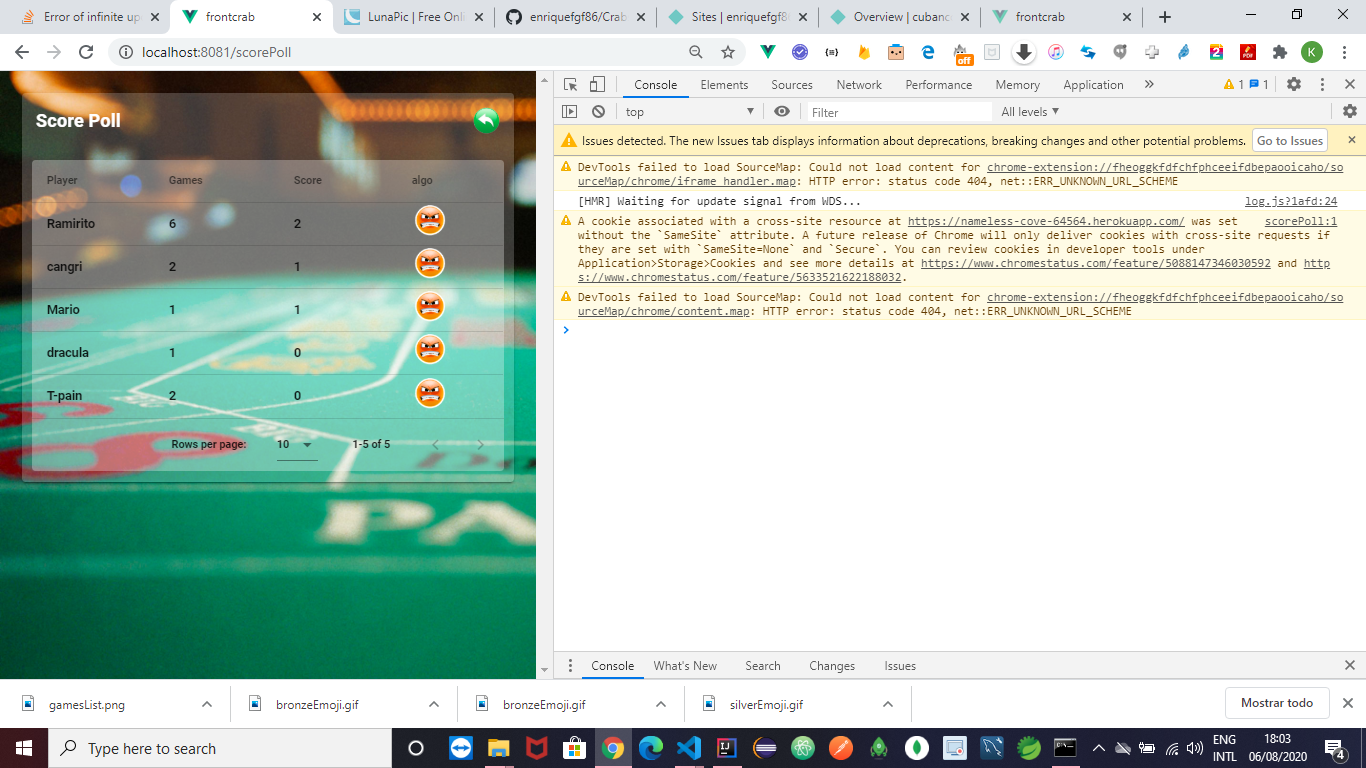 Error of infinite up
frontcrab
LunaPic | Free Onli
enriquefgf86/Crab
Sites | enriquefgf8
Overview | cubanc
frontcrab
localhost:8081/scorePoll
off
2
PDF
K
Score Poll
Player Games Score algo
Ramirito 6 2
cangri 2 1
Mario 1 1
dracula 1 0
T-pain 2 0
Rows per page: 10 1-5 of 5
PA
Console Elements Sources Network Performance Memory Application » 1 1
top Filter All levels
Issues detected. The new Issues tab displays information about deprecations, breaking changes and other potential problems. Go to Issues
DevTools failed to load SourceMap: Could not load content for chrome-extension://fheoggkfdfchfphceeifdbepaooicaho/so
urceMap/chrome/iframe_handler.map: HTTP error: status code 404, net::ERR_UNKNOWN_URL_SCHEME
[HMR] Waiting for update signal from WDS... log.js?1afd:24
A cookie associated with a cross-site resource at https://nameless-cove-64564.herokuapp.com/ was set scorePoll:1
without the `SameSite` attribute. A future release of Chrome will only deliver cookies with cross-site requests if
they are set with `SameSite=None` and `Secure`. You can review cookies in developer tools under
Application>Storage>Cookies and see more details at https://www.chromestatus.com/feature/5088147346030592 and http
s://www.chromestatus.com/feature/5633521622188032.
DevTools failed to load SourceMap: Could not load content for chrome-extension://fheoggkfdfchfphceeifdbepaooicaho/so
urceMap/chrome/content.map: HTTP error: status code 404, net::ERR_UNKNOWN_URL_SCHEME
Console What's New Search Changes Issues
gamesList.png
bronzeEmoji.gif
bronzeEmoji.gif
silverEmoji.gif
Mostrar todo
Type here to search
ENG
INTL
18:03
06/08/2020
4